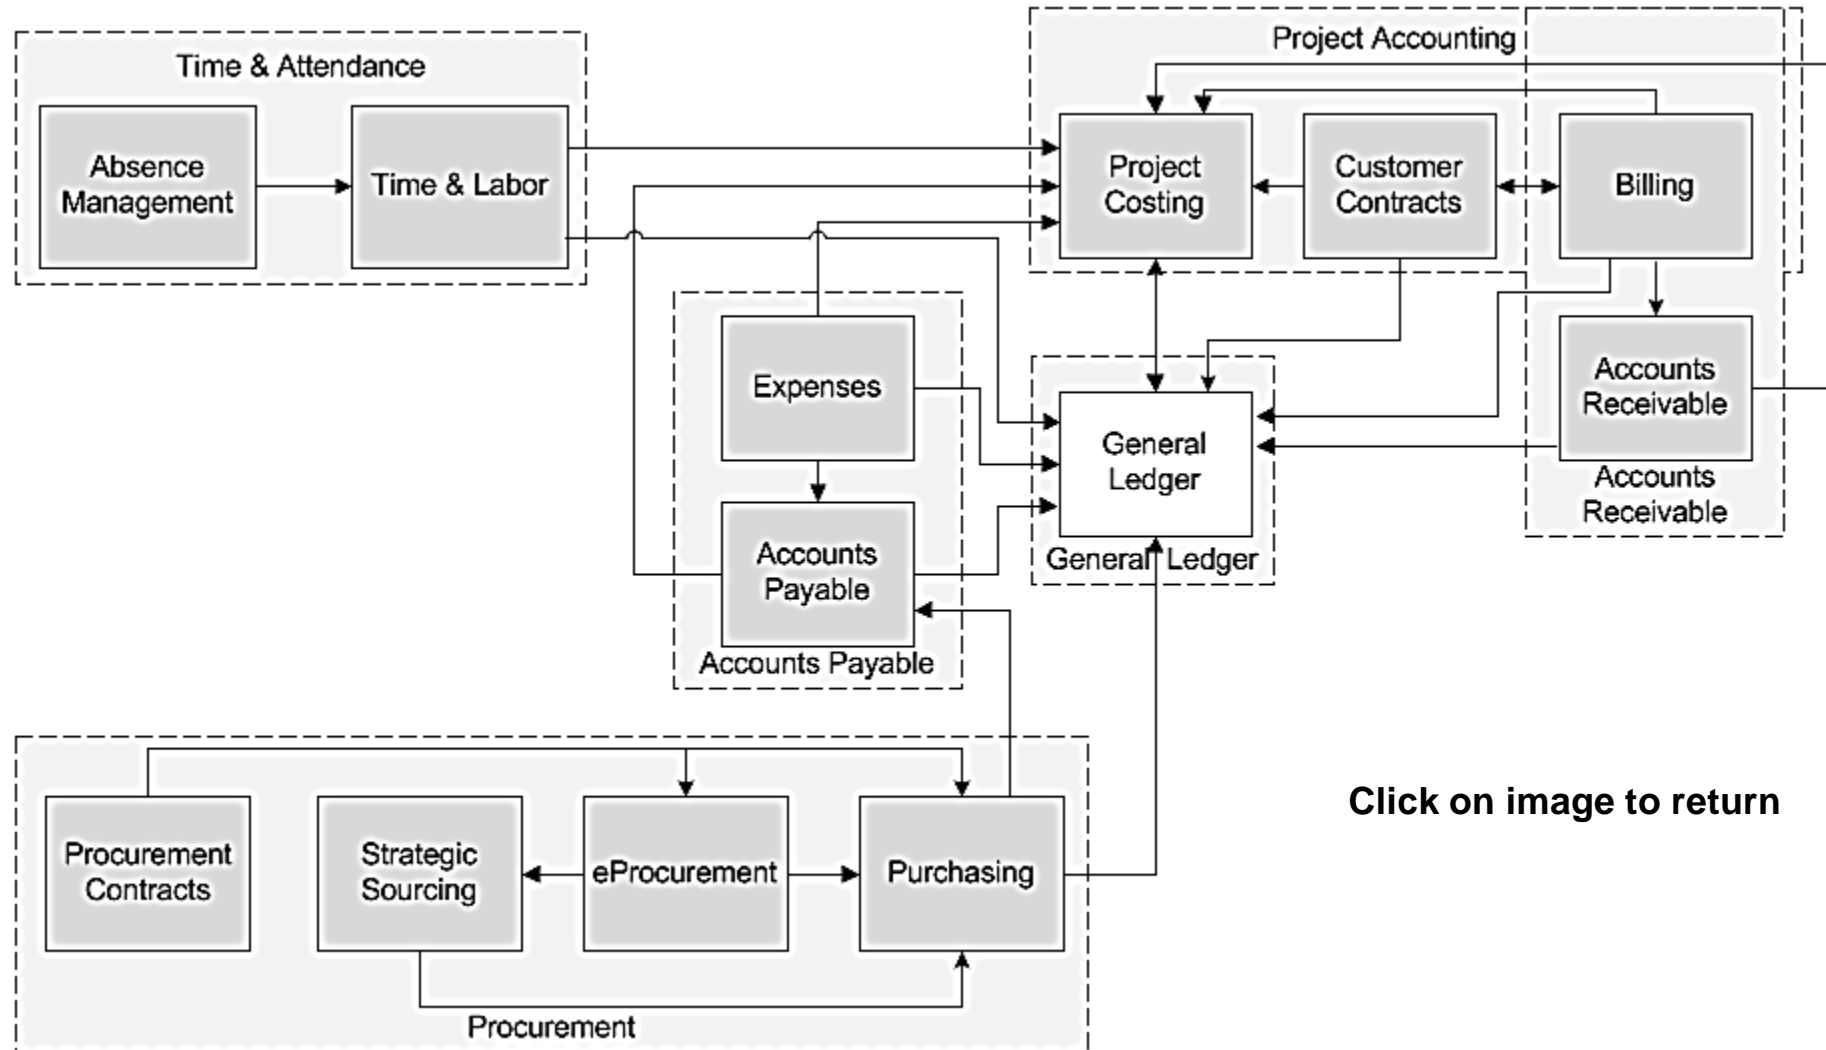 Project Accounting
Time & Attendance
Absence
Management
Time & Labor
Project
Costing
Customer
Contracts
Billing
Expenses
General
Ledger
General Ledger
Accounts
Receivable
Accounts
Receivable
Accounts
Payable
Accounts Payable
Procurement
Contracts
Strategic
Sourcing
eProcurement
Purchasing
Procurement
Click on image to return